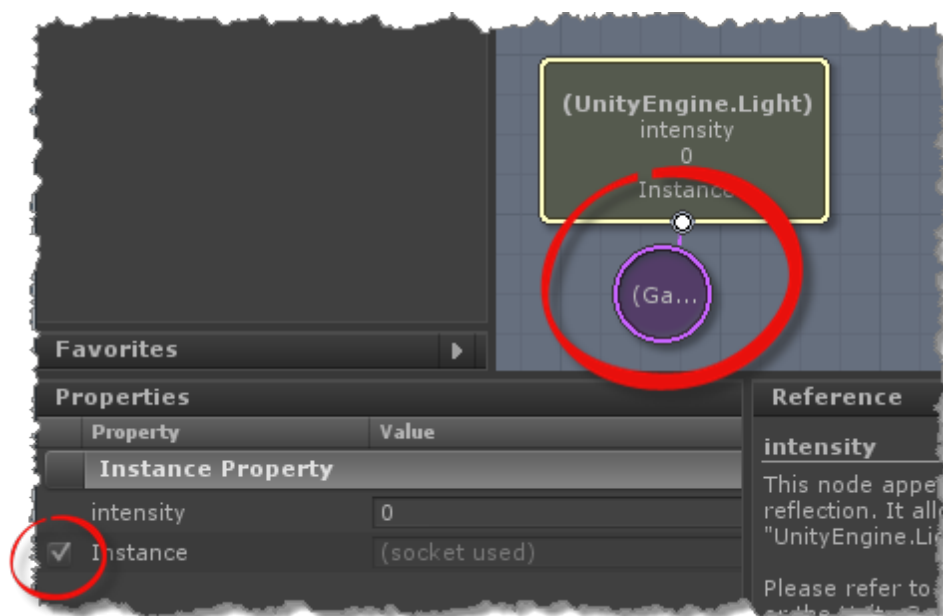 (UnityEngine.Light)
intensity
0
Instance
(Ga...
Favorites
Properties
Property Value
Instance Property
intensity 0
Instance (socket used)
Reference
intensity
This node appe
reflection. It all
"UnityEngine.Lig
Please refer to